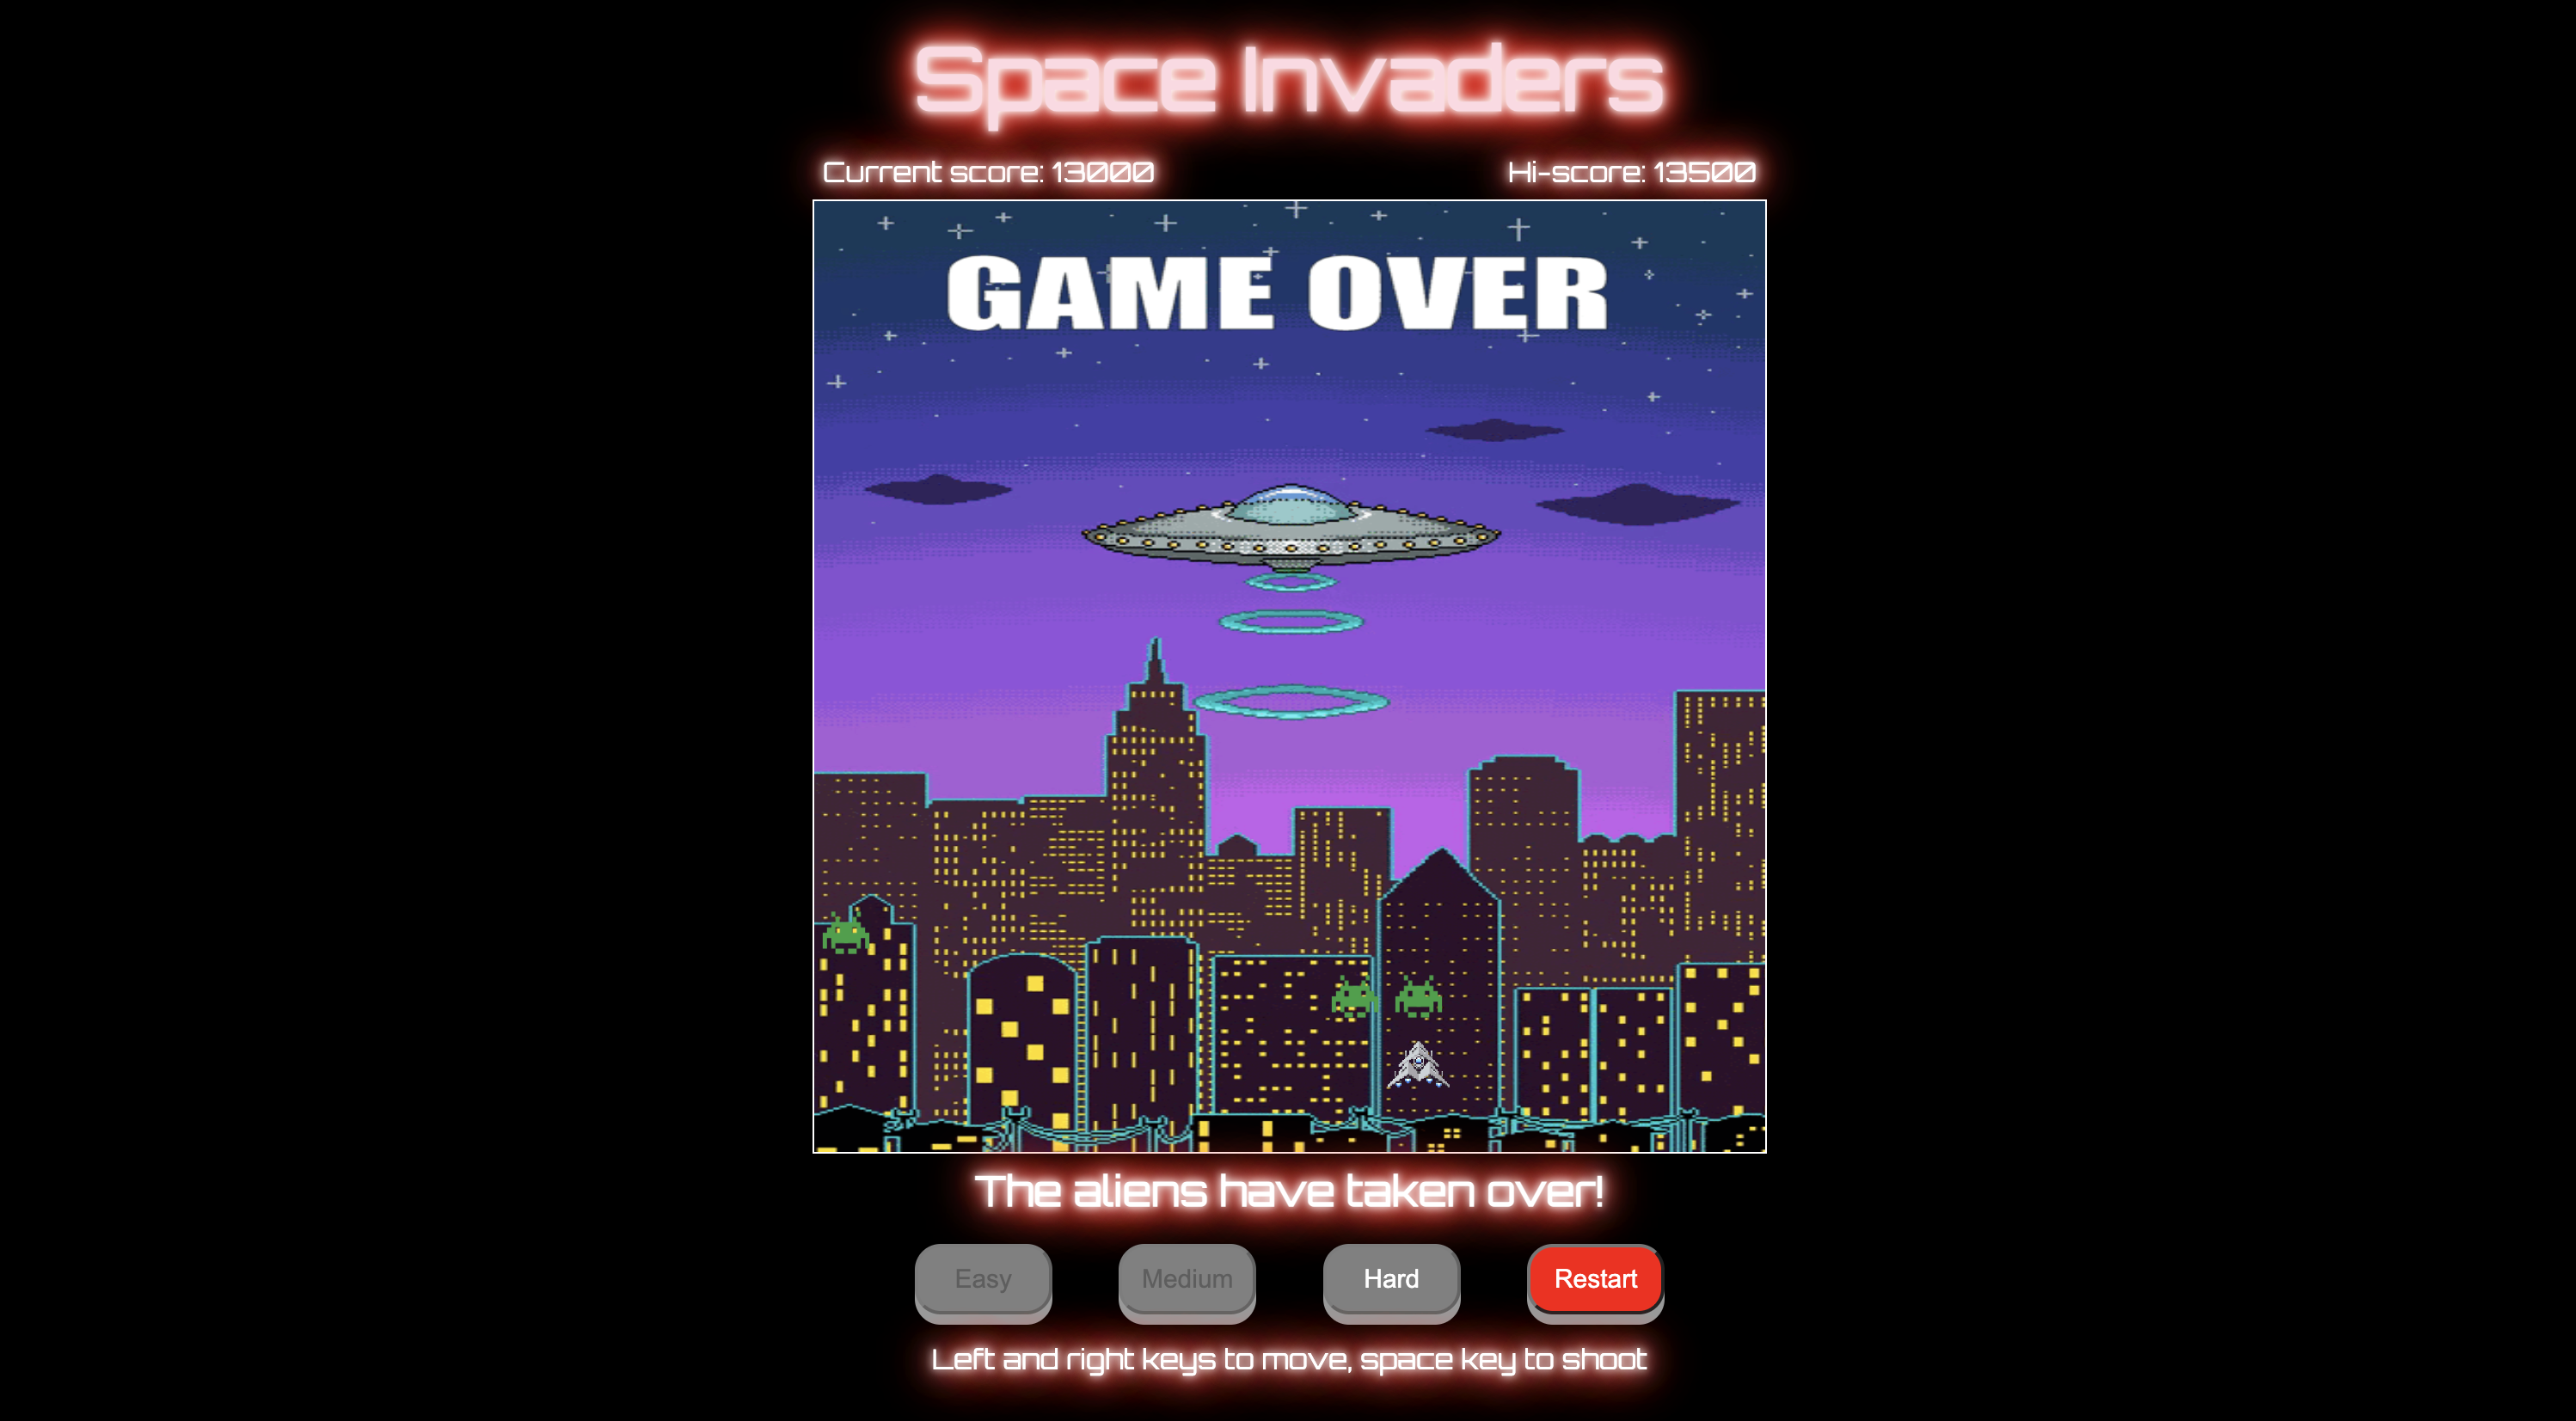 Space Invaders
Current score: 13000 Hi-score: 13500
GAME OVER
The aliens have taken over!
Easy Medium Hard Restart
Left and right keys to move, space key to shoot